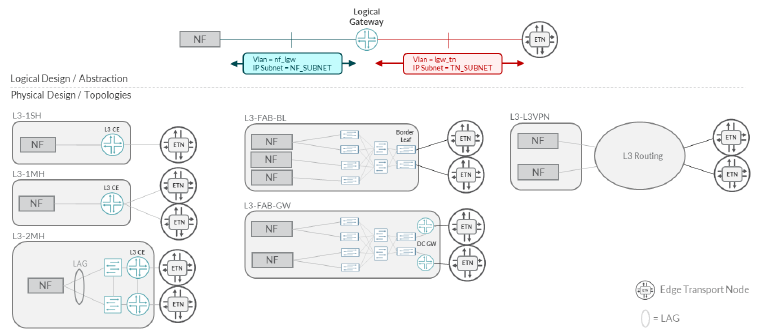 Logical
Gateway
NF
ETN
Vlan = nf_lgw
IP Subnet = NF_SUBNET
Vlan = lgw_tn
IP Subnet = TN_SUBNET
Logical Design / Abstraction
Physical Design / Topologies
L3-1SH
L3 CE
NF
ETN
L3-1MH
L3 CE
NF
ETN
ETN
L3-2MH
L3 CE
LAG
NF
ETN
ETN
L3-FAB-BL
NF
NF
NF
Border
Leaf
ETN
ETN
L3-FAB-GW
NF
NF
DC GW
ETN
ETN
L3-L3VPN
NF
NF
L3 Routing
ETN
ETN
ETN
Edge Transport Node
= LAG